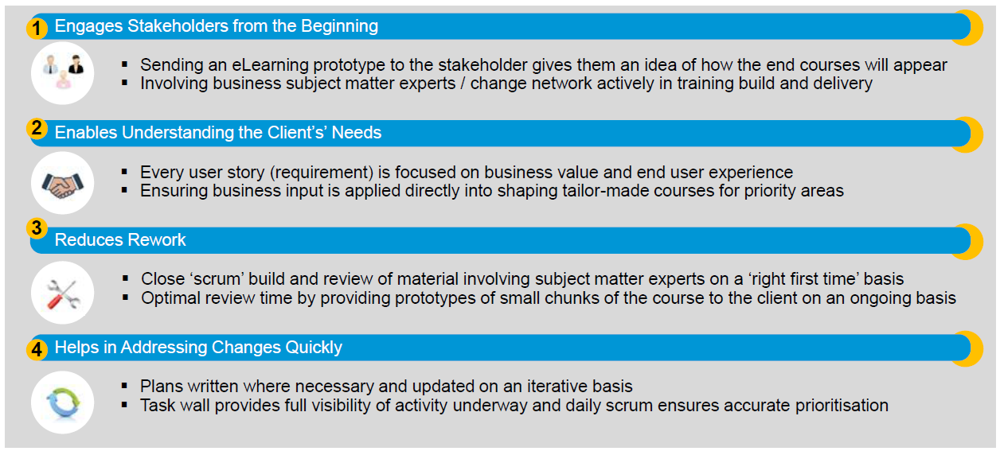 1 Engages Stakeholders from the Beginning
▪ Sending an eLearning prototype to the stakeholder gives them an idea of how the end courses will appear
▪ Involving business subject matter experts / change network actively in training build and delivery
2 Enables Understanding the Client’s’ Needs
▪ Every user story (requirement) is focused on business value and end user experience
▪ Ensuring business input is applied directly into shaping tailor-made courses for priority areas
3 Reduces Rework
▪ Close ‘scrum’ build and review of material involving subject matter experts on a ‘right first time’ basis
▪ Optimal review time by providing prototypes of small chunks of the course to the client on an ongoing basis
4 Helps in Addressing Changes Quickly
▪ Plans written where necessary and updated on an iterative basis
▪ Task wall provides full visibility of activity underway and daily scrum ensures accurate prioritisation